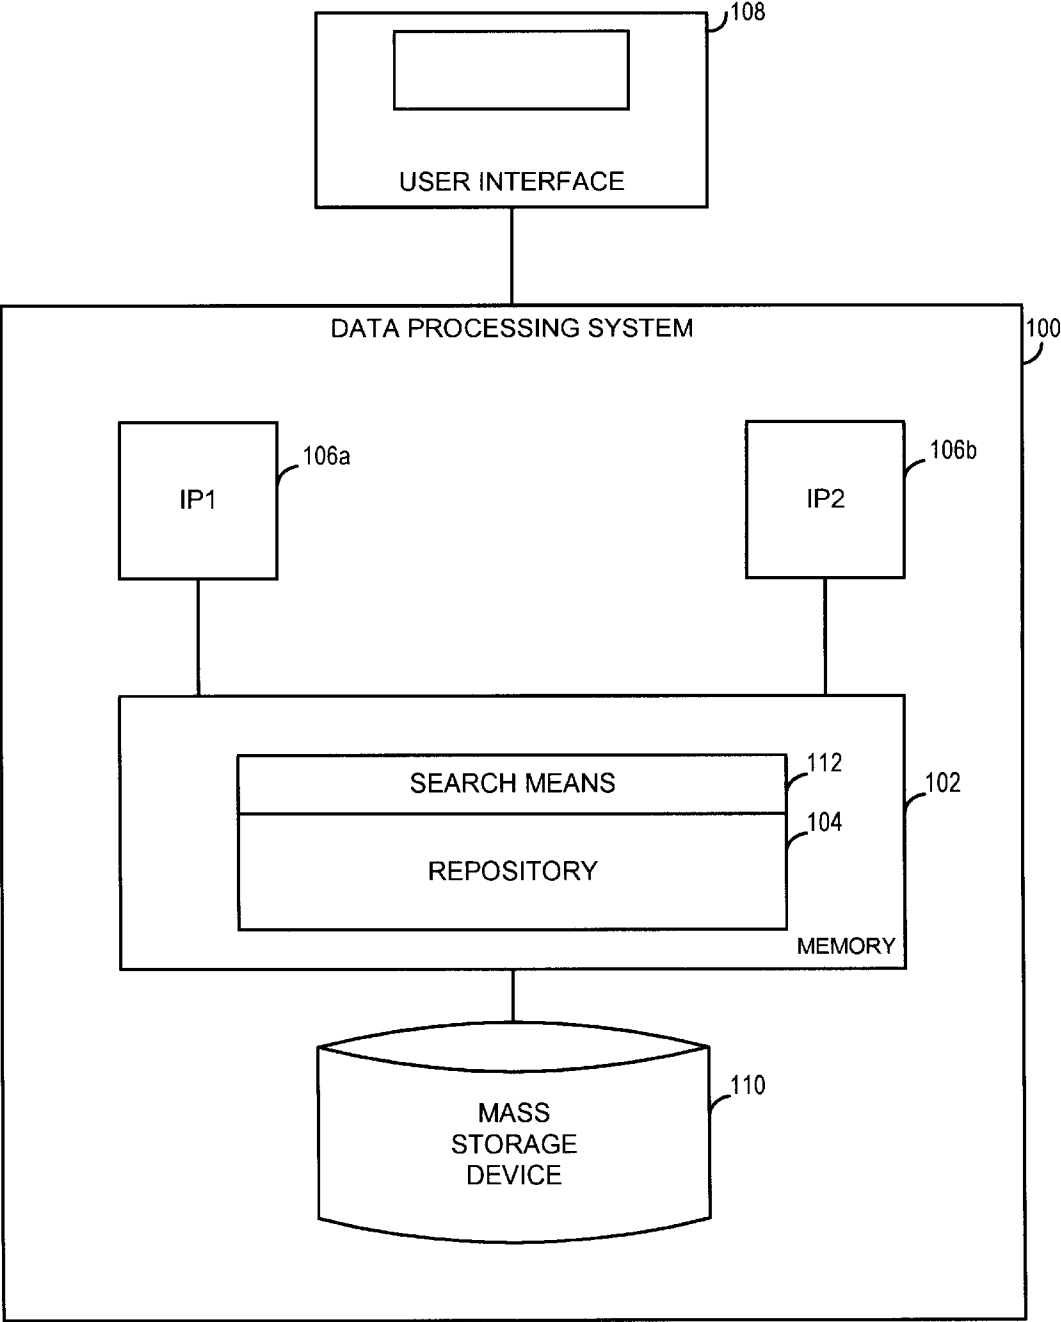 108
USER INTERFACE
DATA PROCESSING SYSTEM
100
106a
IP1
106b
IP2
SEARCH MEANS
112
102
104
REPOSITORY
MEMORY
110
MASS
STORAGE
DEVICE